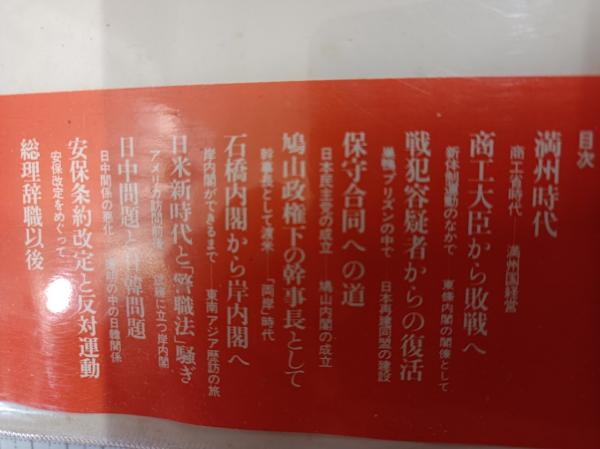 目次
満州時代
商工省時代――満州国経営
商工大臣から敗戦へ
新体制運動のなかで――東條内閣の閣僚として
戦犯容疑者からの復活
巣鴨プリズンの中で――日本再建同盟の建設
保守合同への道
日本民主党の成立――鳩山内閣の成立
鳩山政権下の幹事長として
幹事長として渡米――「両岸」時代
石橋内閣から岸内閣へ
岸内閣ができるまで――東南アジア歴訪の旅
日米新時代と「警職法」騒ぎ
アメリカ訪問前後――に立つ岸内閣
日中問題と日韓問題
日中関係の悪化――の中の日韓関係
安保条約改定と反対運動
安保改定をめぐって
総理辞職以後